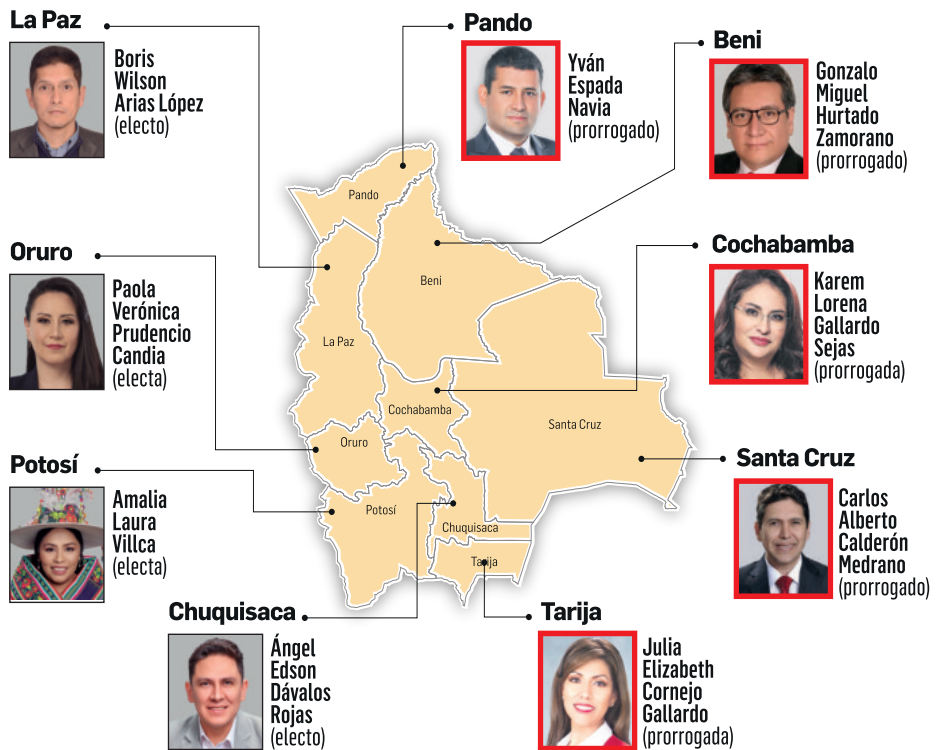 La Paz
Boris
Wilson
Arias López
(electo)
Pando
Yván
Espada
Navia
(prorrogado)
Beni
Gonzalo
Miguel
Hurtado
Zamorano
(prorrogado)
Oruro
Paola
Verónica
Prudencio
Candia
(electa)
Cochabamba
Karem
Lorena
Gallardo
Sejas
(prorrogada)
Potosí
Amalia
Laura
Villca
(electa)
Santa Cruz
Carlos
Alberto
Calderón
Medrano
(prorrogado)
Chuquisaca
Ángel
Edson
Dávalos
Rojas
(electo)
Tarija
Julia
Elizabeth
Cornejo
Gallardo
(prorrogada)
Pando
Beni
La Paz
Cochabamba
Santa Cruz
Oruro
Potosí
Chuquisaca
Tarija